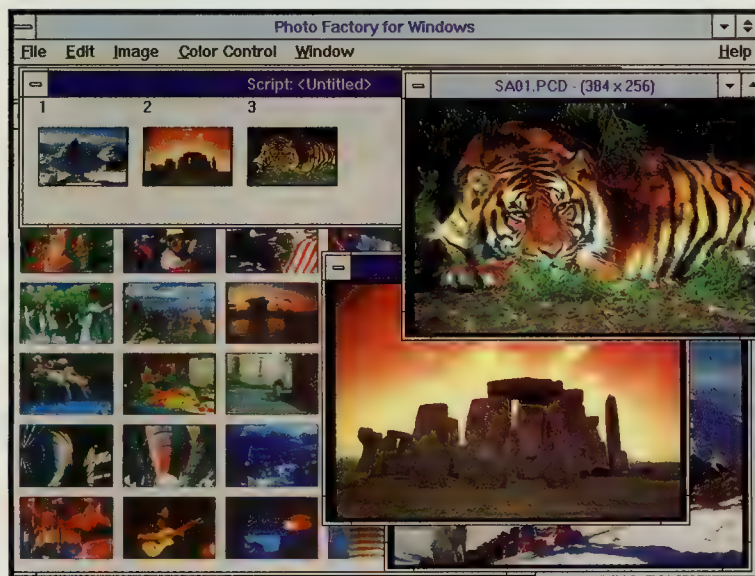 Photo Factory for Windows
File Edit Image Color Control Window Help
Script: <Untitled>
SA01.PCD - (384 x 256)
1 2 3